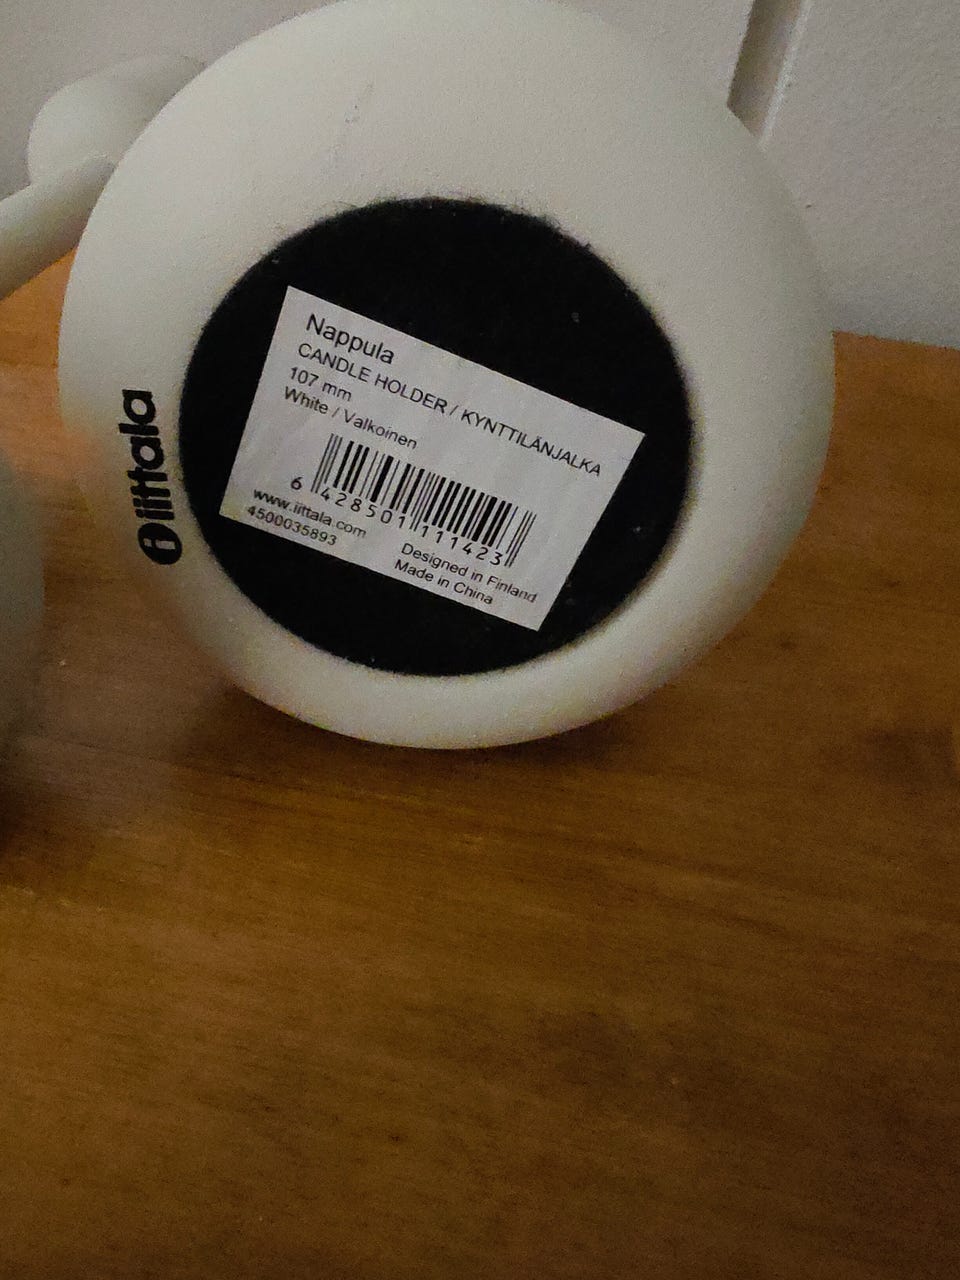 Nappula
CANDLE HOLDER / KYNTTILÄNJALKA
107 mm
White / Valkoinen
6 428501 111423
www.iittala.com
4500035893
Designed in Finland
Made in China
i iittala